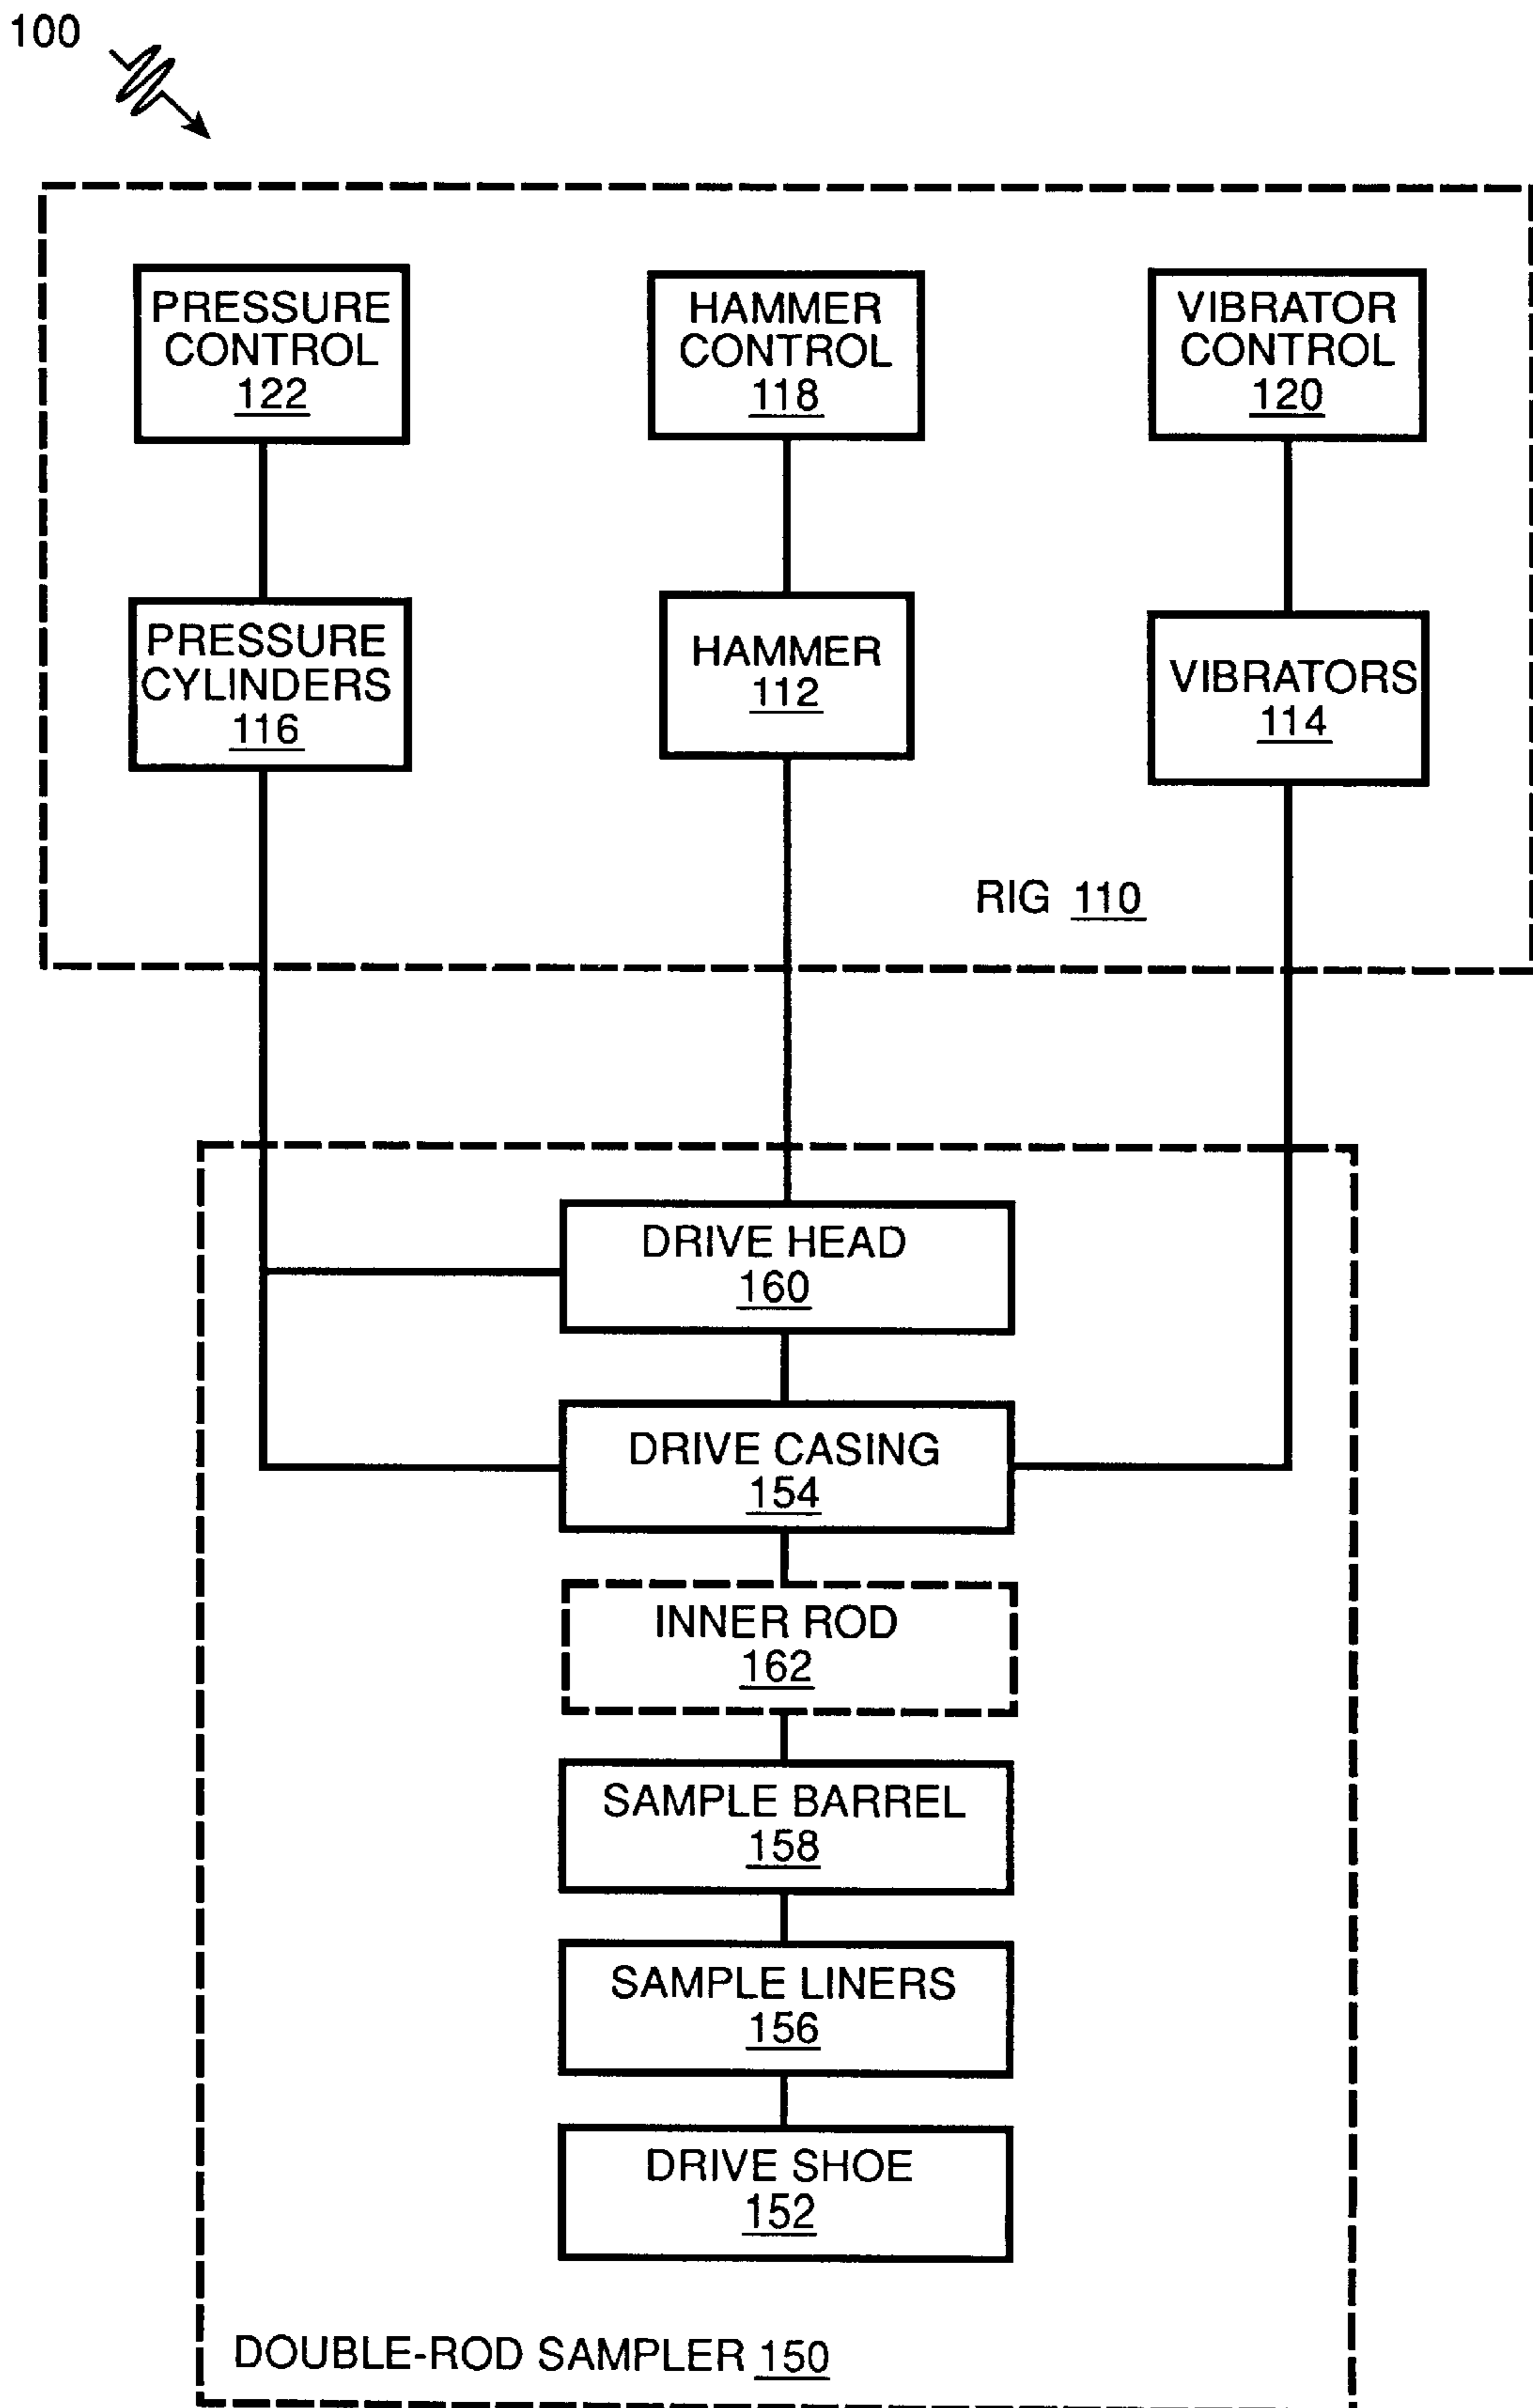 100
PRESSURE
CONTROL
122
HAMMER
CONTROL
118
VIBRATOR
CONTROL
120
PRESSURE
CYLINDERS
116
HAMMER
112
VIBRATORS
114
RIG 110
DRIVE HEAD
160
DRIVE CASING
154
INNER ROD
162
SAMPLE BARREL
158
SAMPLE LINERS
156
DRIVE SHOE
152
DOUBLE-ROD SAMPLER 150